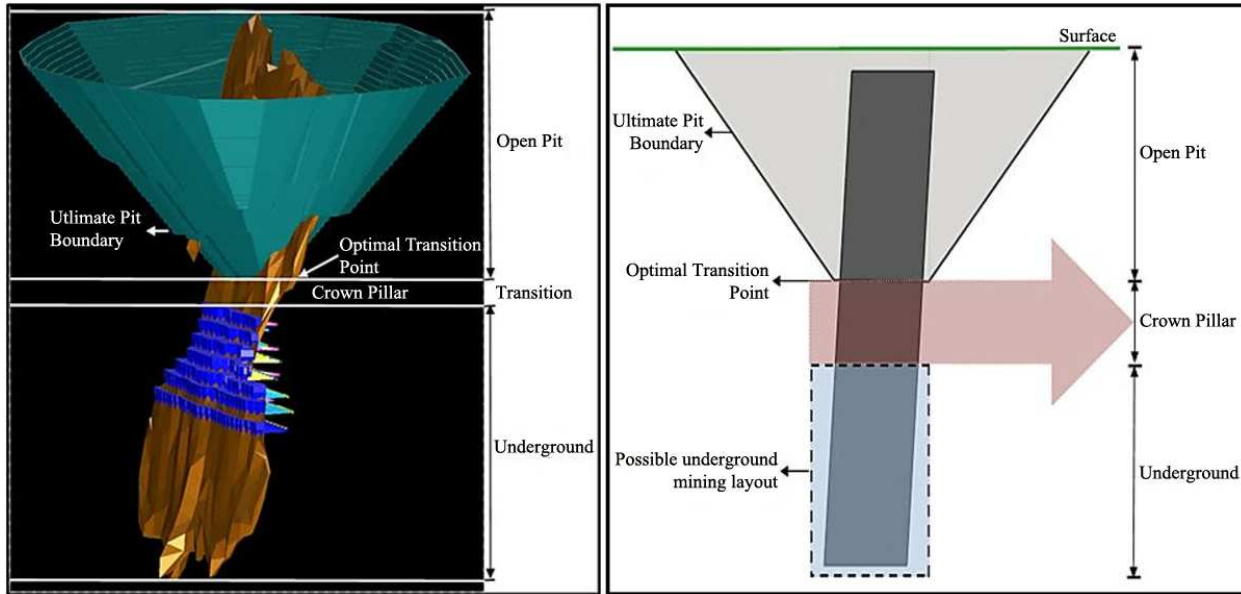 Open Pit
Utlimate Pit
Boundary
Optimal Transition
Point
Crown Pillar
Transition
Underground
Surface
Ultimate Pit
Boundary
Open Pit
Optimal Transition
Point
Crown Pillar
Possible underground
mining layout
Underground